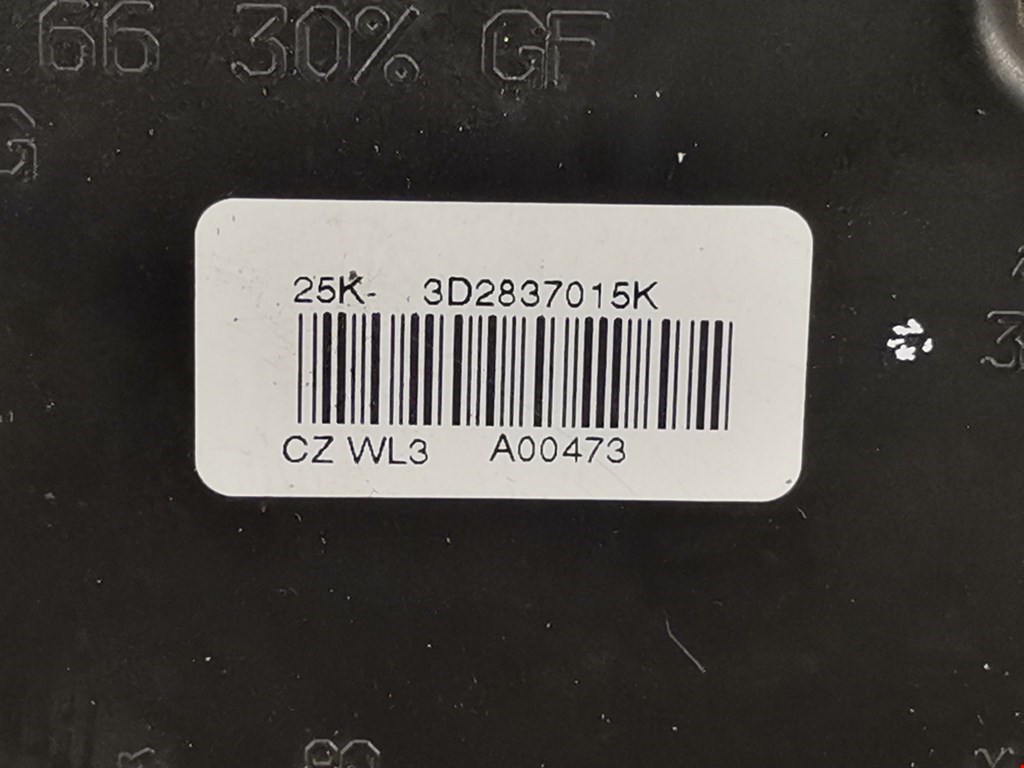 66 30% GF
G
25K- 3D2837015K
CZ WL3 A00473